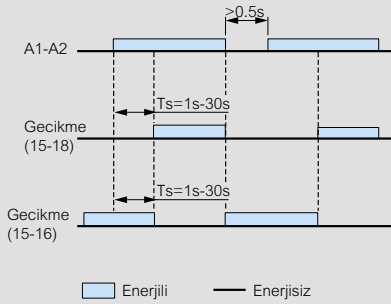 >0.5s
A1-A2
Ts=1s-30s
Gecikme
(15-18)
Ts=1s-30s
Gecikme
(15-16)
Enerjili
Enerjisiz